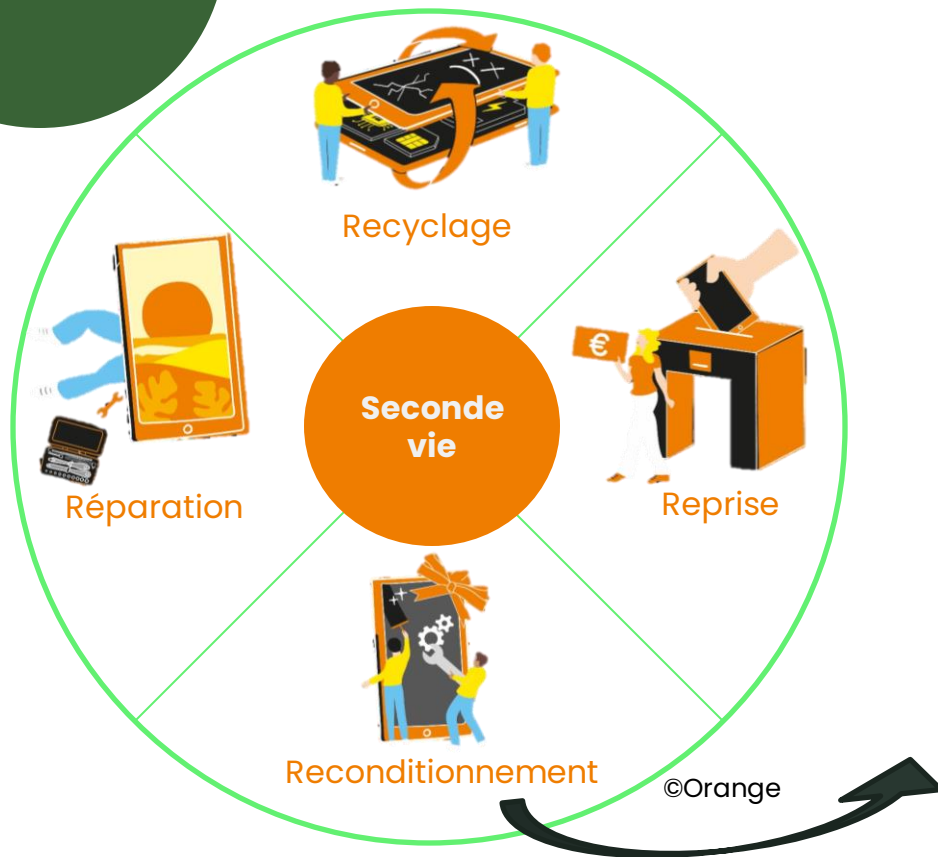 Recyclage
€
Réparation
Seconde
vie
Reprise
Reconditionnement
©Orange